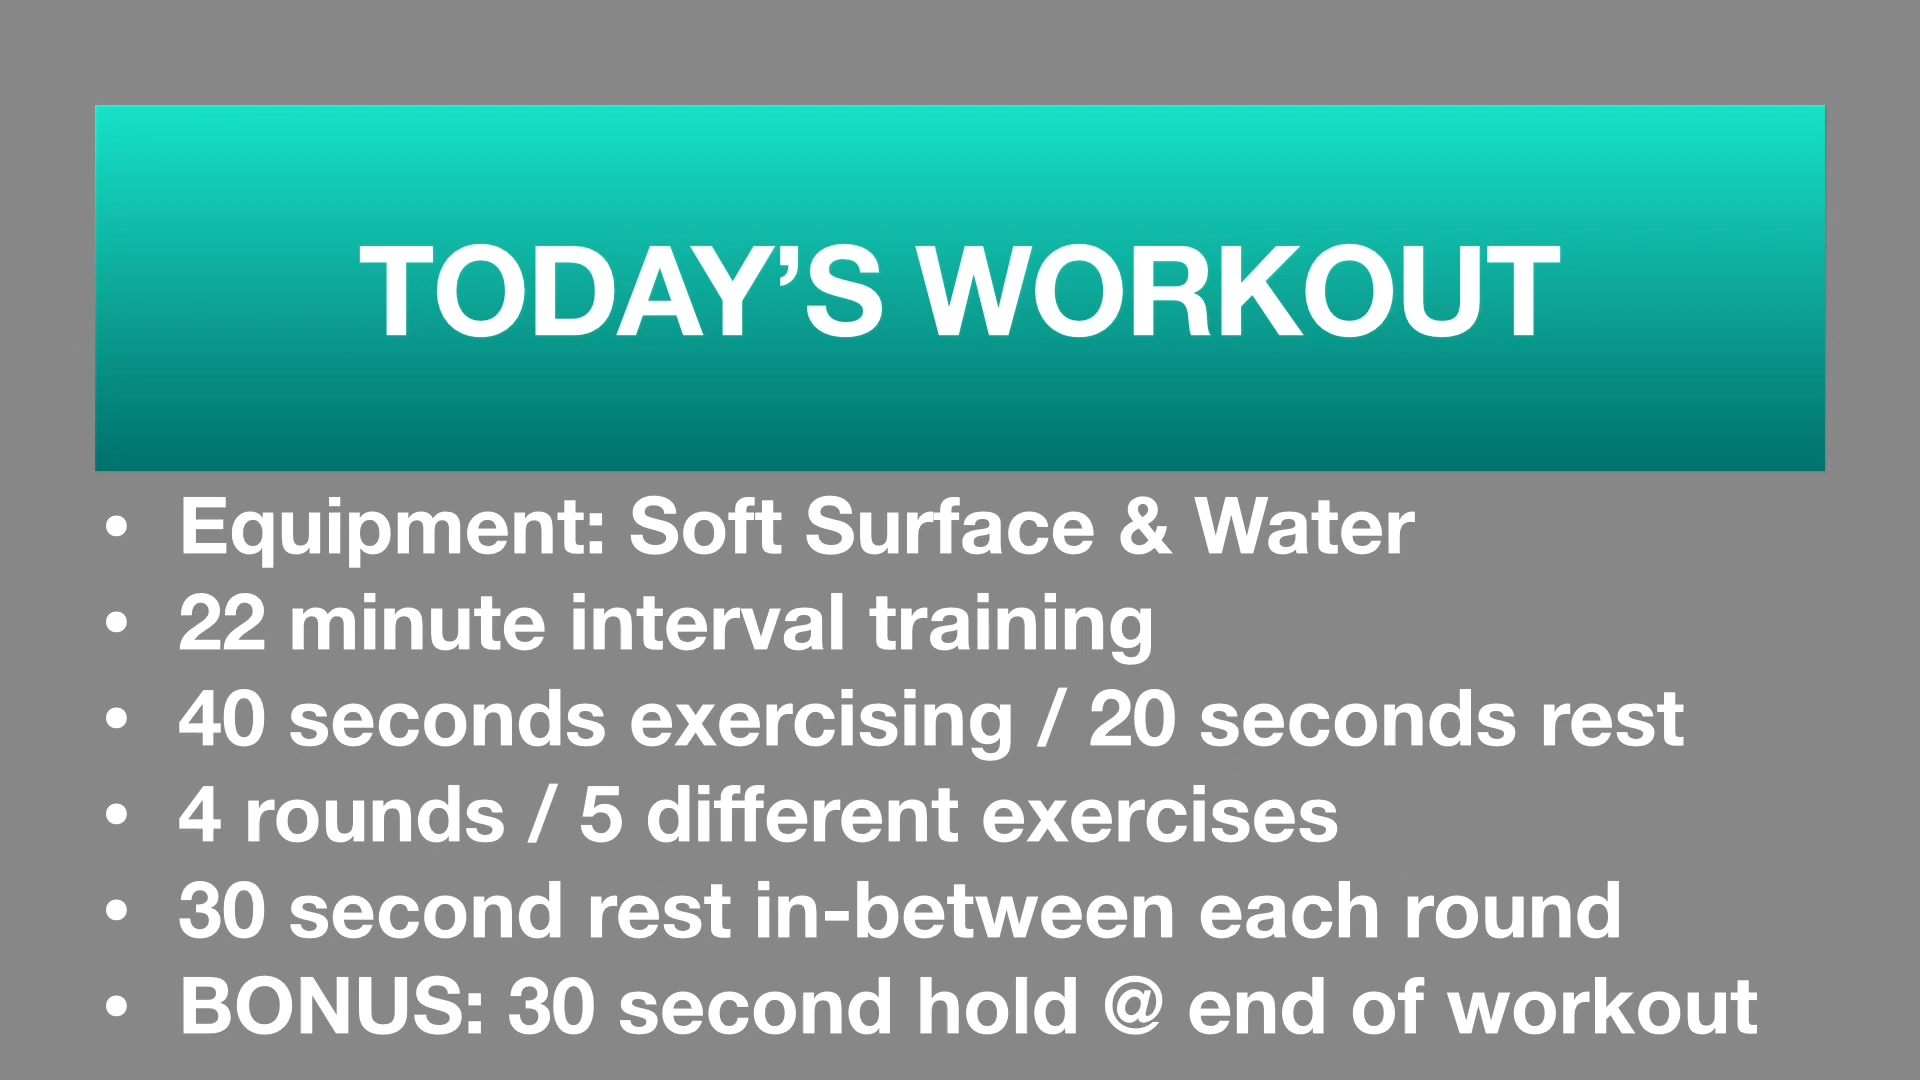 TODAY’S WORKOUT
• Equipment: Soft Surface & Water
• 22 minute interval training
• 40 seconds exercising / 20 seconds rest
• 4 rounds / 5 different exercises
• 30 second rest in-between each round
• BONUS: 30 second hold @ end of workout